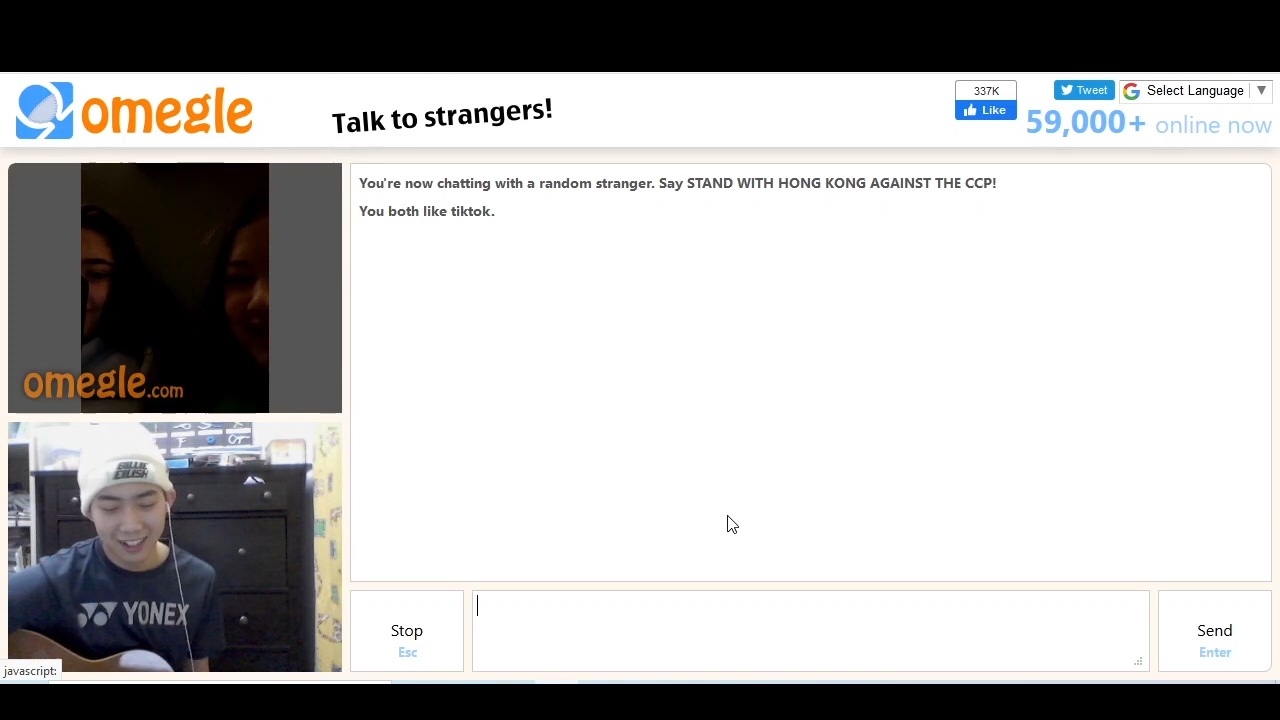 omegle
Talk to strangers!
337K
Like
Tweet
Select Language
59,000+ online now
You're now chatting with a random stranger. Say STAND WITH HONG KONG AGAINST THE CCP!
You both like tiktok.
omegle.com
BILLIE
EILISH
YONEX
Stop
Esc
Send
Enter
javascript: